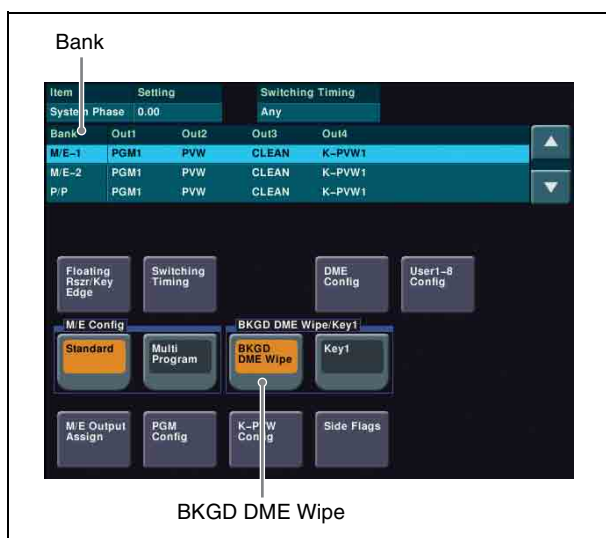 Bank
Item Setting Switching Timing
System Phase 0.00 Any
Bank Out1 Out2 Out3 Out4
M/E-1 PGM1 PVW CLEAN K-PVW1
M/E-2 PGM1 PVW CLEAN K-PVW1
P/P PGM1 PVW CLEAN K-PVW1
Floating Rszr/Key Edge
Switching Timing
DME Config
User1-8 Config
M/E Config
BKGD DME Wipe/Key1
Standard
Multi Program
BKGD DME Wipe
Key1
M/E Output Assign
PGM Config
K-PVW Config
Side Flags
BKGD DME Wipe